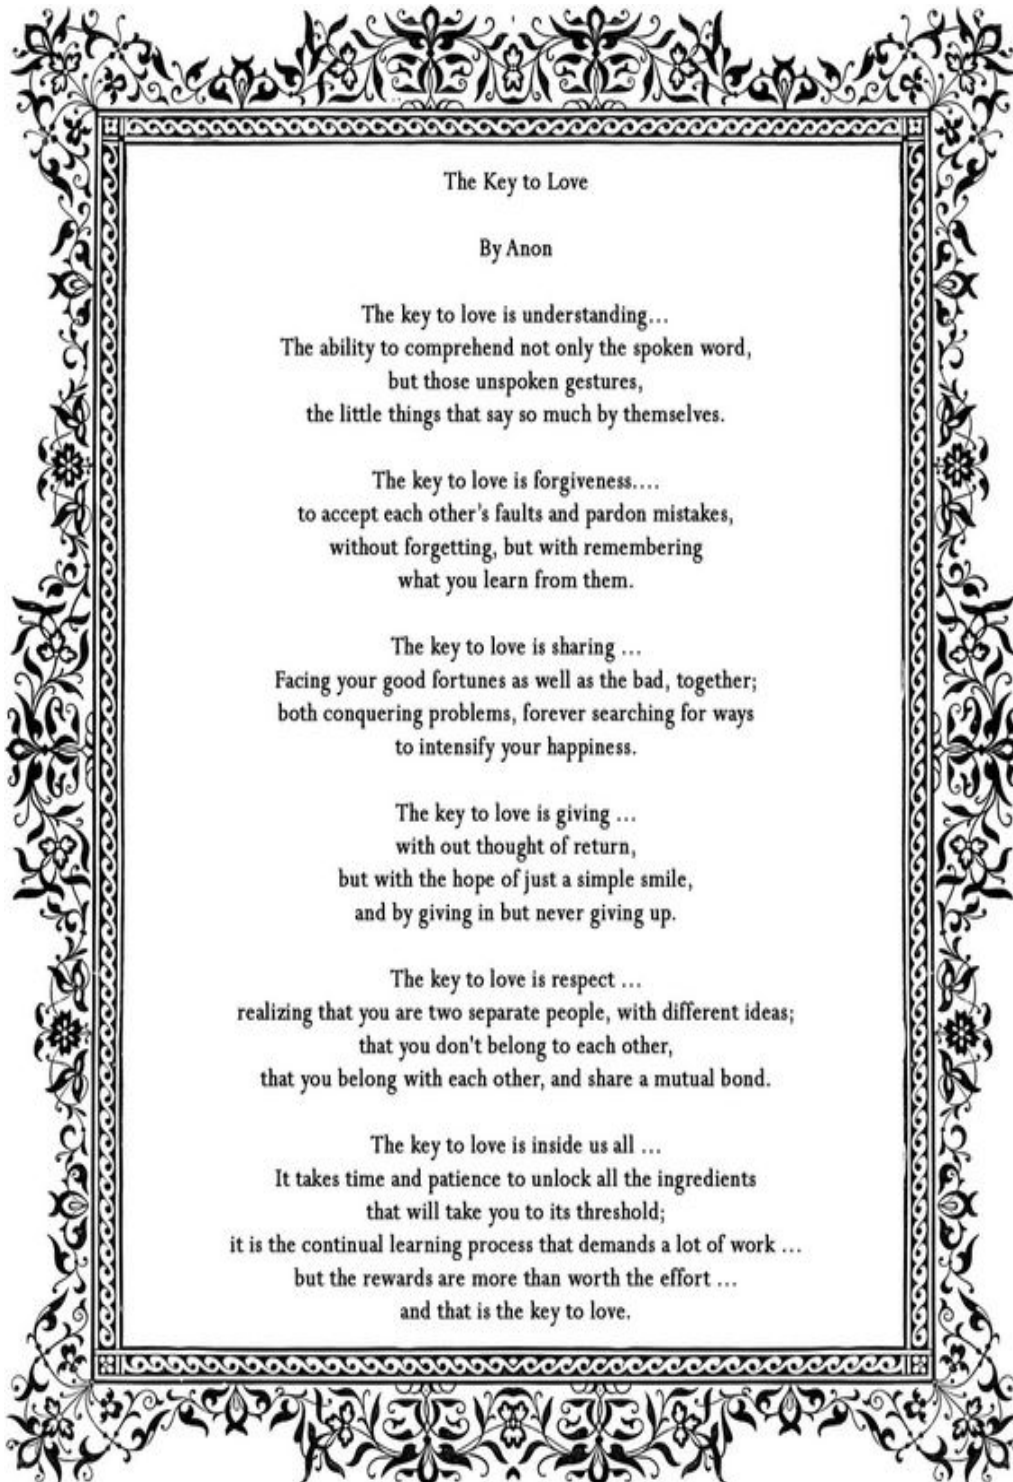 The Key to Love
By Anon
The key to love is understanding...
The ability to comprehend not only the spoken word,
but those unspoken gestures,
the little things that say so much by themselves.
The key to love is forgiveness....
to accept each other's faults and pardon mistakes,
without forgetting, but with remembering
what you learn from them.
The key to love is sharing ...
Facing your good fortunes as well as the bad, together;
both conquering problems, forever searching for ways
to intensify your happiness.
The key to love is giving ...
with out thought of return,
but with the hope of just a simple smile,
and by giving in but never giving up.
The key to love is respect ...
realizing that you are two separate people, with different ideas;
that you don't belong to each other,
that you belong with each other, and share a mutual bond.
The key to love is inside us all ...
It takes time and patience to unlock all the ingredients
that will take you to its threshold;
it is the continual learning process that demands a lot of work ...
but the rewards are more than worth the effort ...
and that is the key to love.